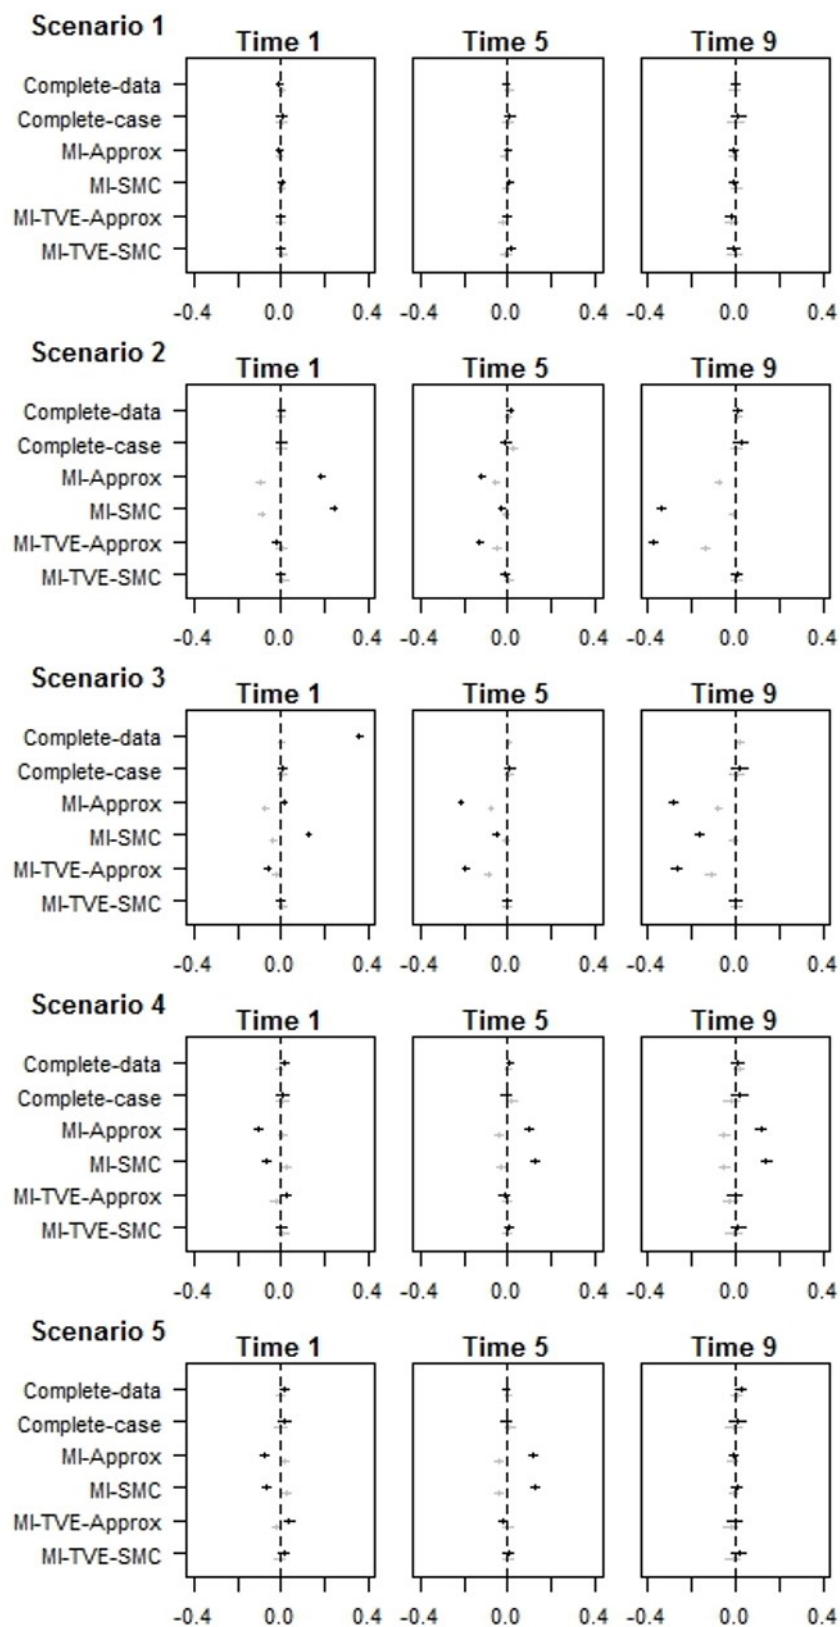 Scenario 1
Time 1 Time 5 Time 9
Complete-data
Complete-case
MI-Approx
MI-SMC
MI-TVE-Approx
MI-TVE-SMC
-0.4 0.0 0.4 -0.4 0.0 0.4 -0.4 0.0 0.4
Scenario 2
Time 1 Time 5 Time 9
Complete-data
Complete-case
MI-Approx
MI-SMC
MI-TVE-Approx
MI-TVE-SMC
-0.4 0.0 0.4 -0.4 0.0 0.4 -0.4 0.0 0.4
Scenario 3
Time 1 Time 5 Time 9
Complete-data
Complete-case
MI-Approx
MI-SMC
MI-TVE-Approx
MI-TVE-SMC
-0.4 0.0 0.4 -0.4 0.0 0.4 -0.4 0.0 0.4
Scenario 4
Time 1 Time 5 Time 9
Complete-data
Complete-case
MI-Approx
MI-SMC
MI-TVE-Approx
MI-TVE-SMC
-0.4 0.0 0.4 -0.4 0.0 0.4 -0.4 0.0 0.4
Scenario 5
Time 1 Time 5 Time 9
Complete-data
Complete-case
MI-Approx
MI-SMC
MI-TVE-Approx
MI-TVE-SMC
-0.4 0.0 0.4 -0.4 0.0 0.4 -0.4 0.0 0.4